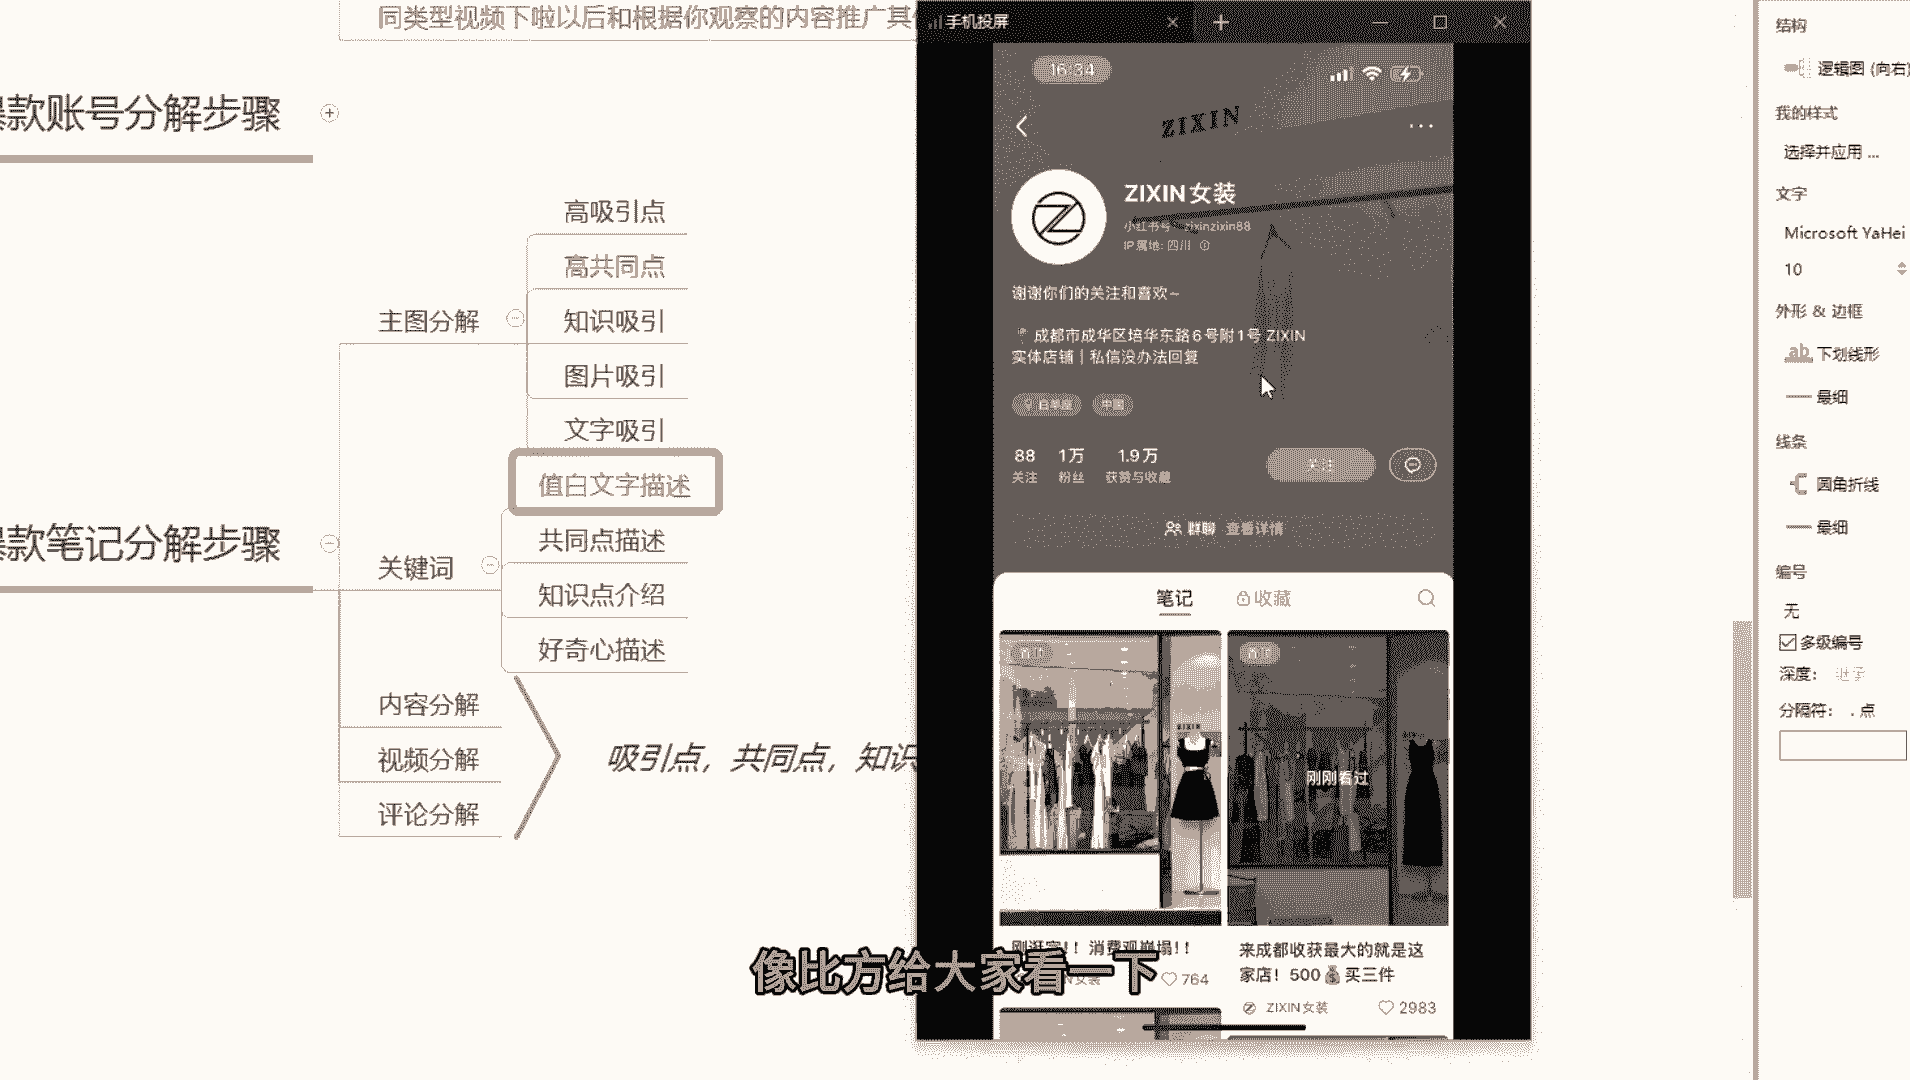 同类型视频下啦以后和根据你观察的内容推广其
款账号分解步骤
高吸引点
高共同点
主图分解
知识吸引
图片吸引
文字吸引
值白文字描述
共同点描述
款笔记分解步骤
关键词
知识点介绍
好奇心描述
内容分解
视频分解
评论分解
吸引点，共同点，知识
手机投屏
16:34
ZIXIN
ZIXIN女装
小红书号 zixinzixin88
IP属地: 四川
谢谢你们的关注和喜欢~
成都市成华区培华东路6号附1号 ZIXIN
实体店铺 | 私信没办法回复
中国
88 1万 1.9万
关注 粉丝 获赞与收藏
关注
群聊 查看详情
笔记 收藏
刚刚看过
刚逛完！！消费观崩塌！！
764
来成都收获最大的就是这
家店！500💰买三件
ZIXIN女装 2983
像比方给大家看一下
结构
逻辑图 (向右)
我的样式
选择并应用 ...
文字
Microsoft YaHei
10
外形 & 边框
下划线形
最细
线条
圆角折线
最细
编号
无
多级编号
深度：
分隔符： . 点